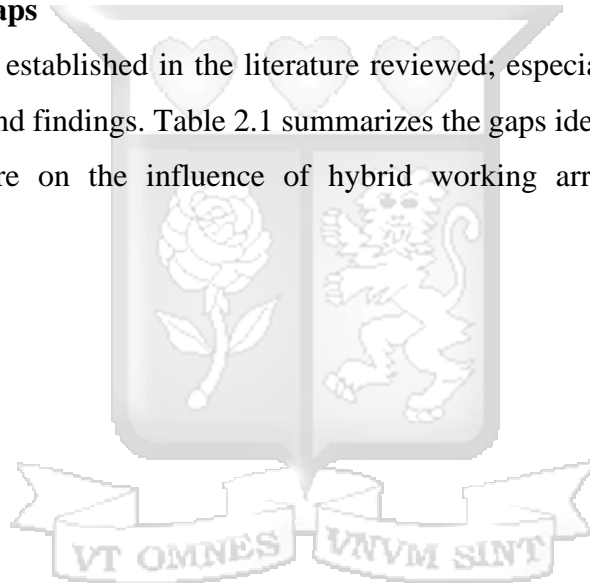 aps
established in the literature reviewed; especia
nd findings. Table 2.1 summarizes the gaps ide
re on the influence of hybrid working arr
VT OMNES VNVM SINT